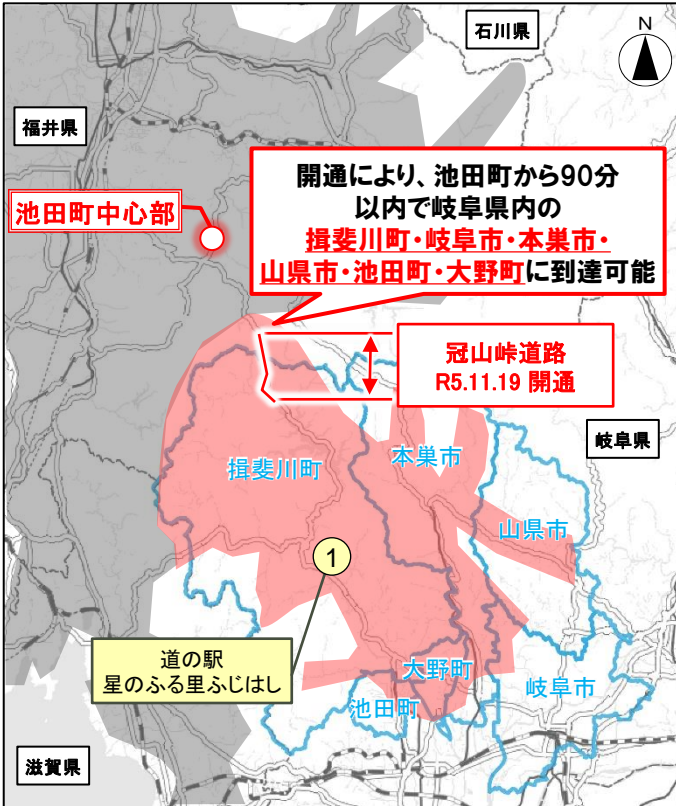 石川県
N
福井県
開通により、池田町から90分
以内で岐阜県内の
揖斐川町・岐阜市・本巣市・
山県市・池田町・大野町に到達可能
池田町中心部
冠山峠道路
R5.11.19 開通
岐阜県
揖斐川町
本巣市
山県市
1
道の駅
星のふる里ふじはし
大野町
池田町
岐阜市
滋賀県